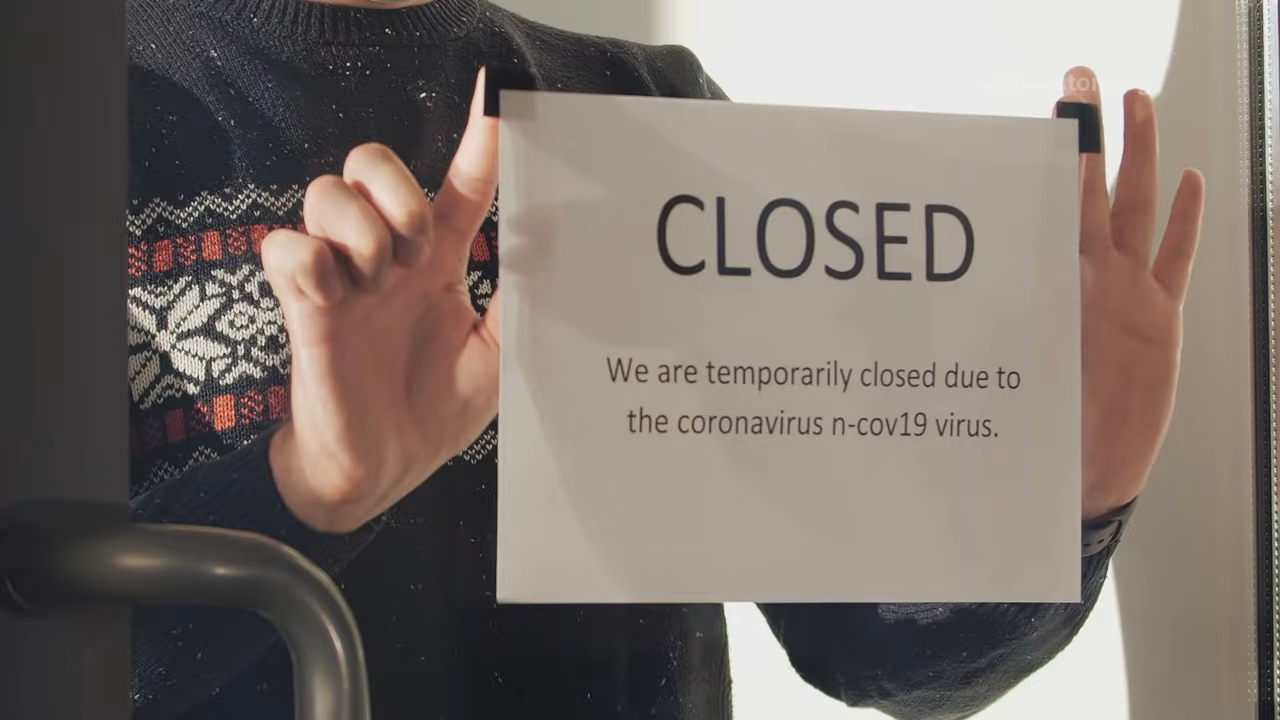 CLOSED
We are temporarily closed due to
the coronavirus n-cov19 virus.